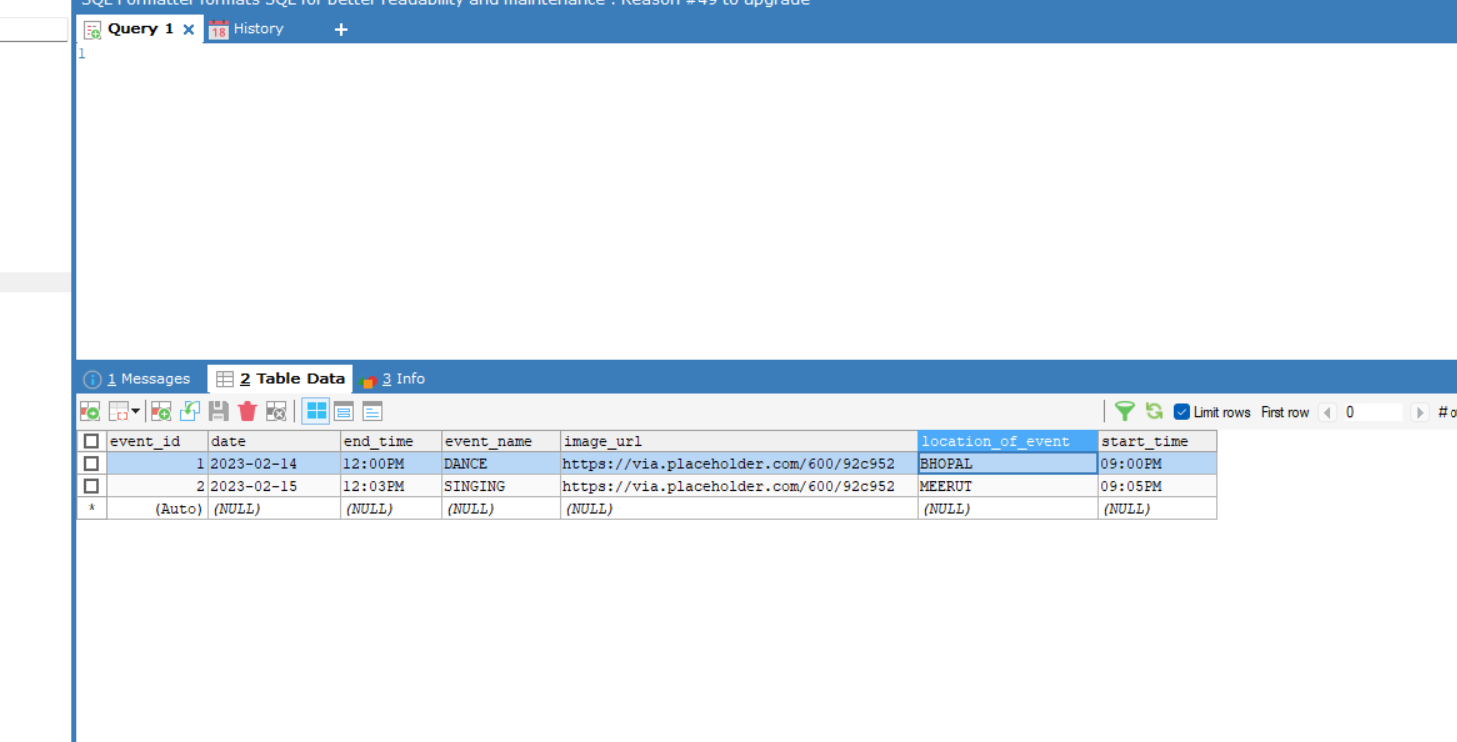 SQL Formatter formats SQL for better readability and maintenance . Reason #49 to upgrade
Query 1 18 History
1
1 Messages 2 Table Data 3 Info
Limit rows First row 0 # o
event_id date end_time event_name image_url location_of_event start_time
1 2023-02-14 12:00PM DANCE https://via.placeholder.com/600/92c952 BHOPAL 09:00PM
2 2023-02-15 12:03PM SINGING https://via.placeholder.com/600/92c952 MEERUT 09:05PM
* (Auto) (NULL) (NULL) (NULL) (NULL) (NULL) (NULL)